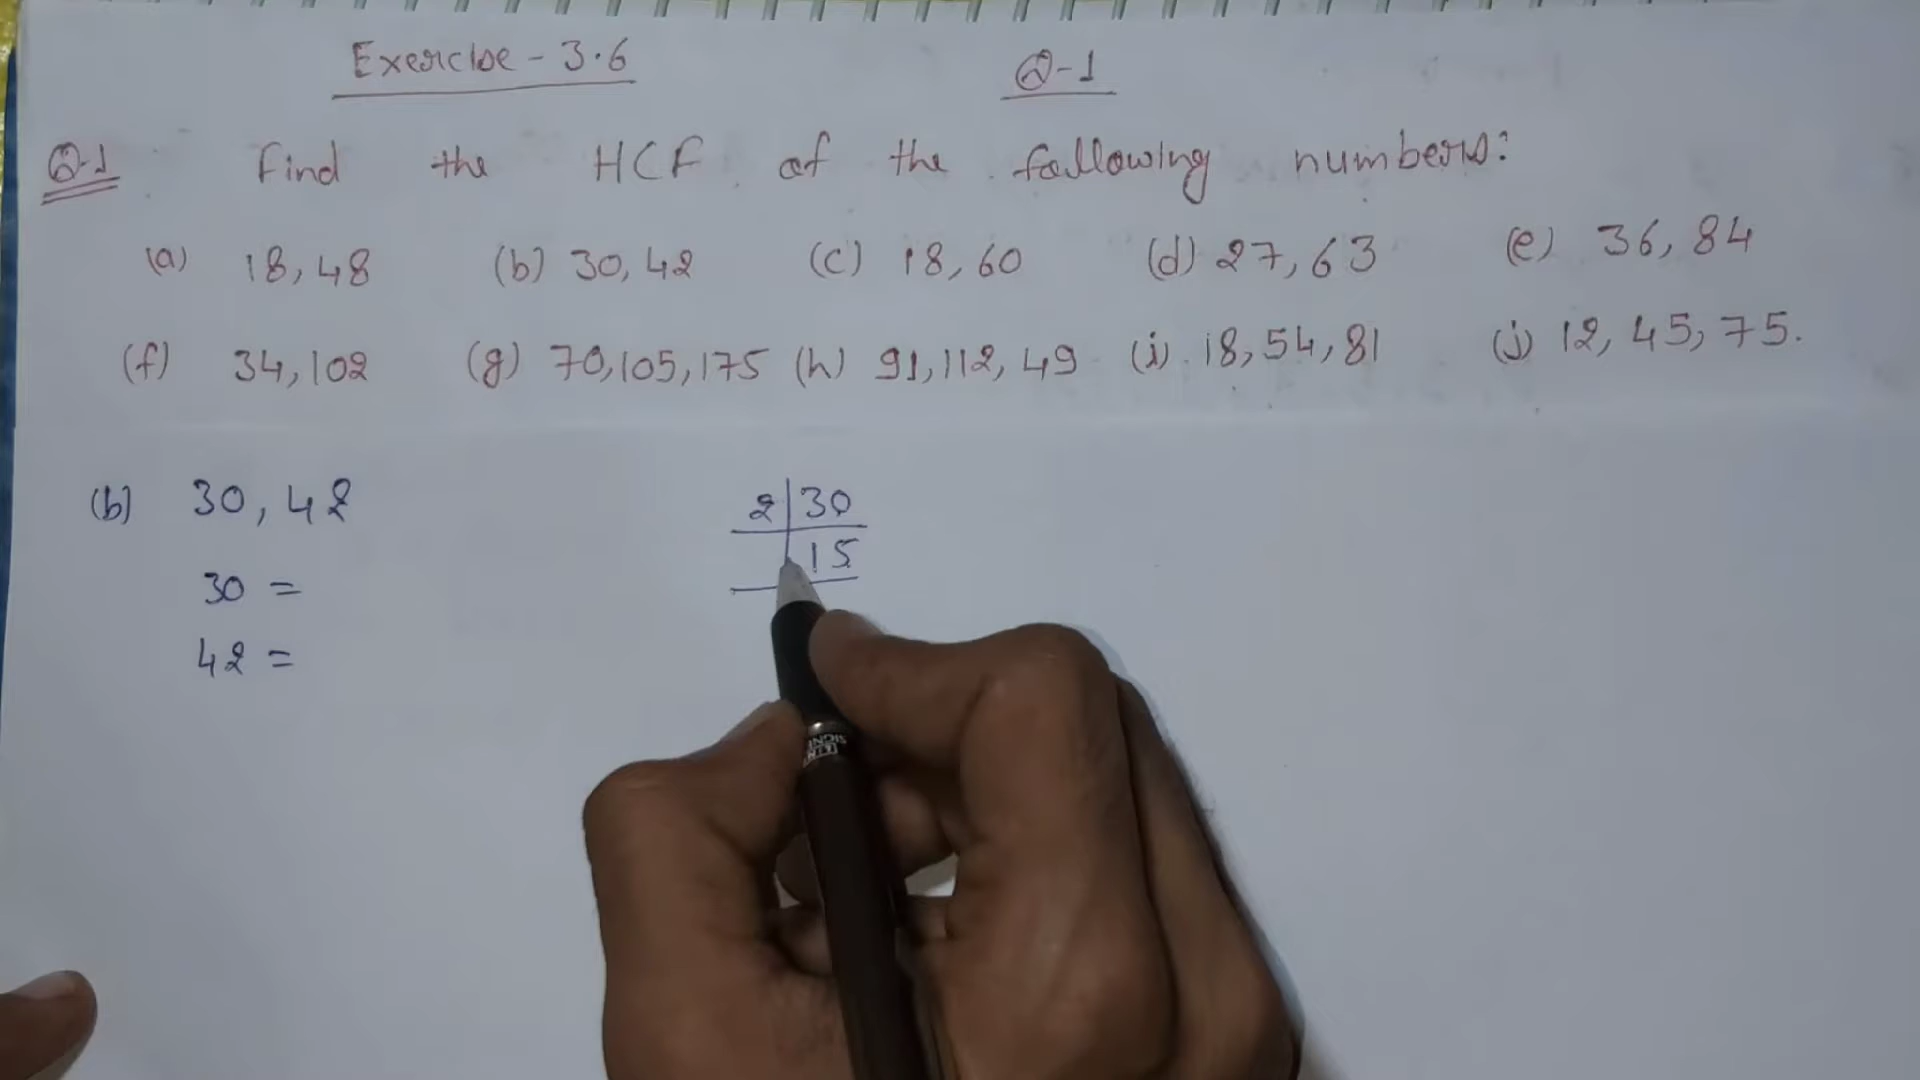 Exercise - 3.6 Q-1
Q-1 Find the HCF of the following numbers:
(a) 18, 48 (b) 30, 42 (c) 18, 60 (d) 27, 63 (e) 36, 84
(f) 34, 102 (g) 70, 105, 175 (h) 91, 112, 49 (i) 18, 54, 81 (j) 12, 45, 75.
(b) 30, 42
2 | 30
15
30 =
42 =